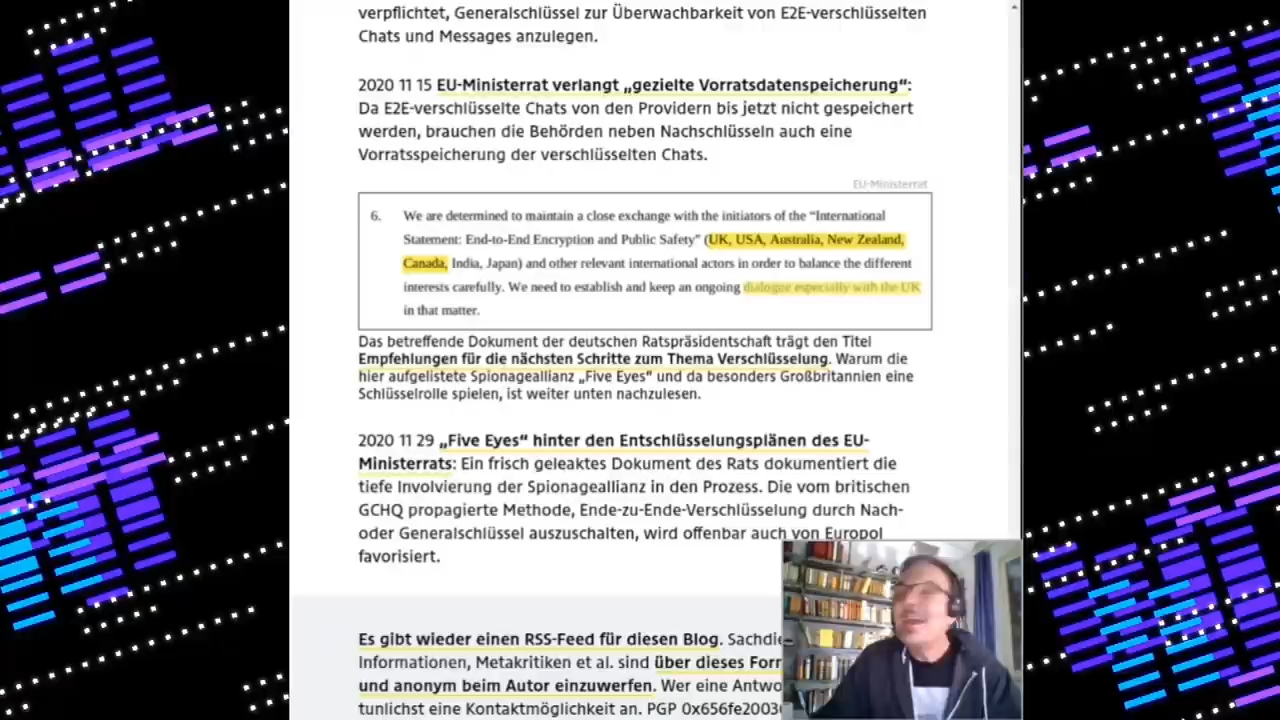 verpflichtet, Generalschlüssel zur Überwachbarkeit von E2E-verschlüsselten
Chats und Messages anzulegen.
2020 11 15 EU-Ministerrat verlangt „gezielte Vorratsdatenspeicherung“:
Da E2E-verschlüsselte Chats von den Providern bis jetzt nicht gespeichert
werden, brauchen die Behörden neben Nachschlüsseln auch eine
Vorratsspeicherung der verschlüsselten Chats.
EU-Ministerrat
6. We are determined to maintain a close exchange with the initiators of the “International
Statement: End-to-End Encryption and Public Safety” (UK, USA, Australia, New Zealand,
Canada, India, Japan) and other relevant international actors in order to balance the different
interests carefully. We need to establish and keep an ongoing dialogue especially with the UK
in that matter.
Das betreffende Dokument der deutschen Ratspräsidentschaft trägt den Titel
Empfehlungen für die nächsten Schritte zum Thema Verschlüsselung. Warum die
hier aufgelistete Spionageallianz „Five Eyes“ und da besonders Großbritannien eine
Schlüsselrolle spielen, ist weiter unten nachzulesen.
2020 11 29 „Five Eyes“ hinter den Entschlüsselungsplänen des EU-
Ministerrats: Ein frisch geleaktes Dokument des Rats dokumentiert die
tiefe Involvierung der Spionageallianz in den Prozess. Die vom britischen
GCHQ propagierte Methode, Ende-zu-Ende-Verschlüsselung durch Nach-
oder Generalschlüssel auszuschalten, wird offenbar auch von Europol
favorisiert.
Es gibt wieder einen RSS-Feed für diesen Blog. Sachdie
Informationen, Metakritiken et al. sind über dieses Forr
und anonym beim Autor einzuwerfen. Wer eine Antwo
tunlichst eine Kontaktmöglichkeit an. PGP 0x656fe2003